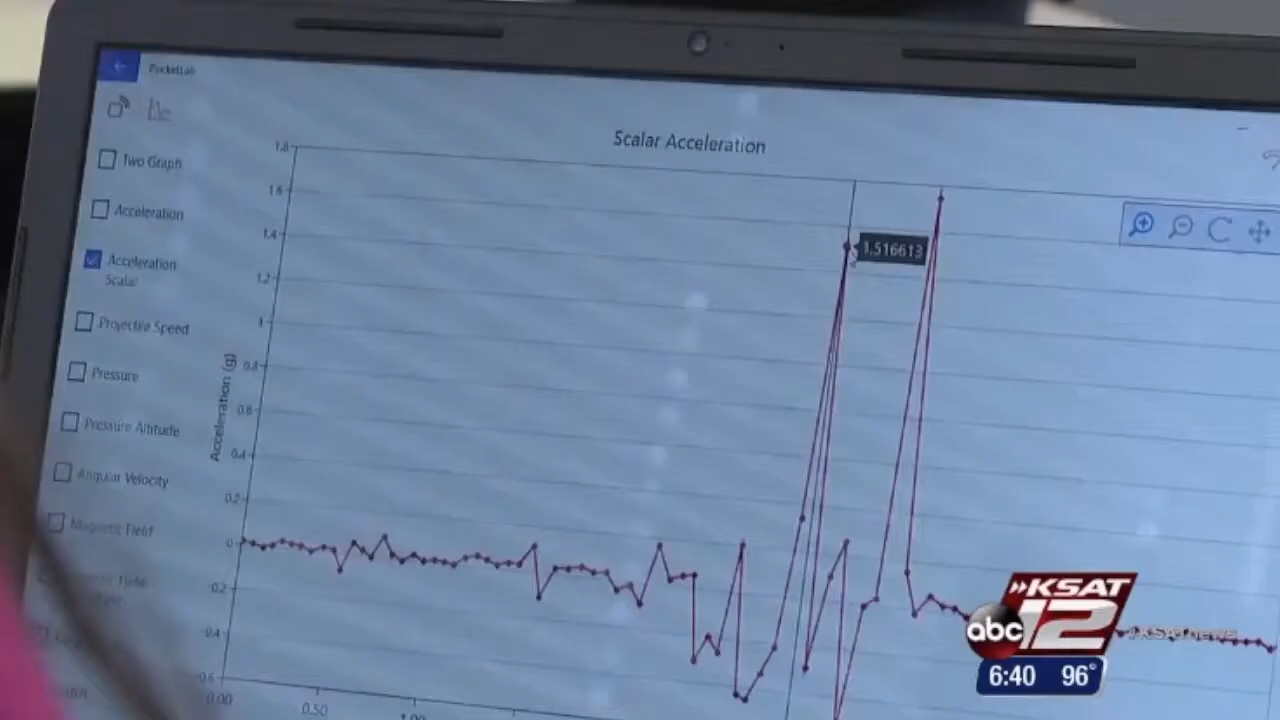 PocketLab
Scalar Acceleration
Two Graph
Acceleration
Acceleration
Scalar
Projective Speed
Pressure
Pressure Altitude
Angular Velocity
Magnetic Field
Acceleration (g)
1.8
1.6
1.4
1.2
1
0.8
0.6
0.4
0.2
0
0.2
-0.4
-0.6
0.00
0.50
1.00
1.516613
»KSAT
abc 12
#KSATnews
6:40 96°